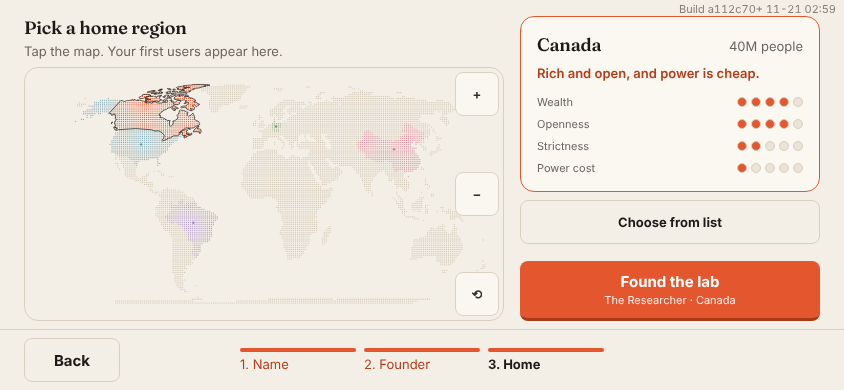 Build a112c70+ 11-21 02:59
Pick a home region
Tap the map. Your first users appear here.
+
−
⟲
Canada
40M people
Rich and open, and power is cheap.
Wealth
Openness
Strictness
Power cost
Choose from list
Found the lab
The Researcher · Canada
Back
1. Name
2. Founder
3. Home